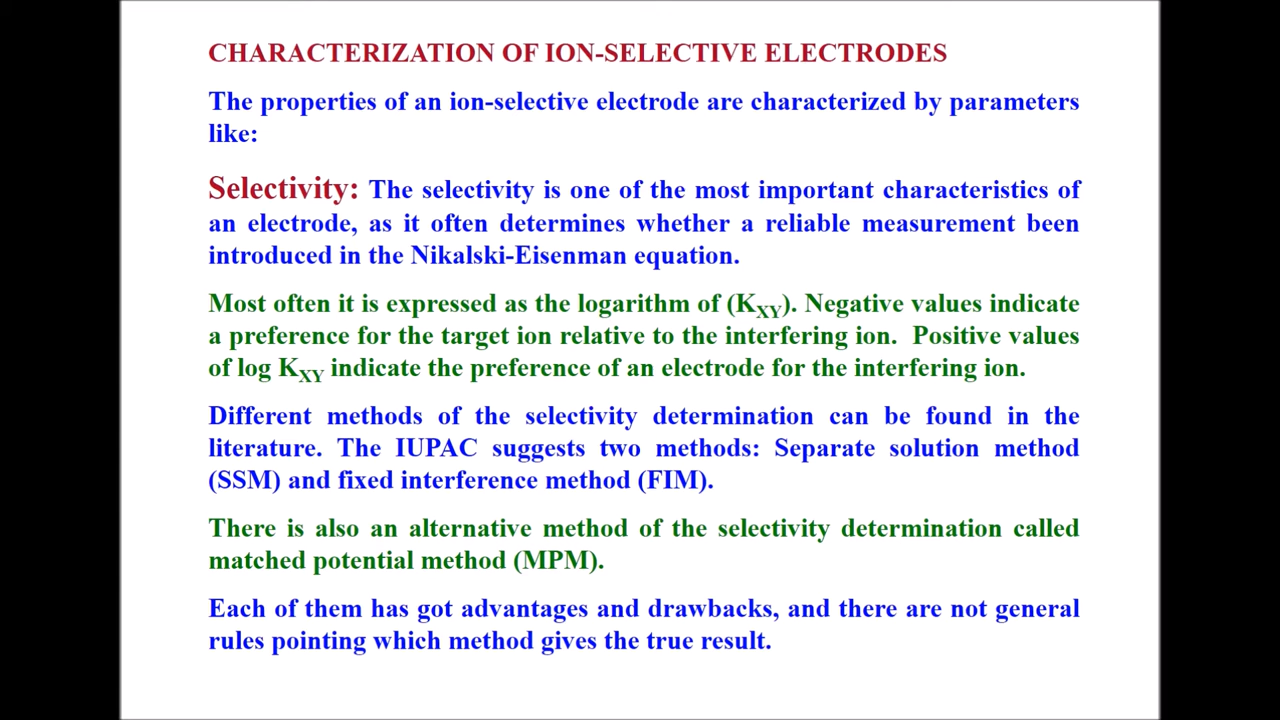 CHARACTERIZATION OF ION-SELECTIVE ELECTRODES
The properties of an ion-selective electrode are characterized by parameters
like:
Selectivity: The selectivity is one of the most important characteristics of
an electrode, as it often determines whether a reliable measurement been
introduced in the Nikalski-Eisenman equation.
Most often it is expressed as the logarithm of (KXY). Negative values indicate
a preference for the target ion relative to the interfering ion. Positive values
of log KXY indicate the preference of an electrode for the interfering ion.
Different methods of the selectivity determination can be found in the
literature. The IUPAC suggests two methods: Separate solution method
(SSM) and fixed interference method (FIM).
There is also an alternative method of the selectivity determination called
matched potential method (MPM).
Each of them has got advantages and drawbacks, and there are not general
rules pointing which method gives the true result.